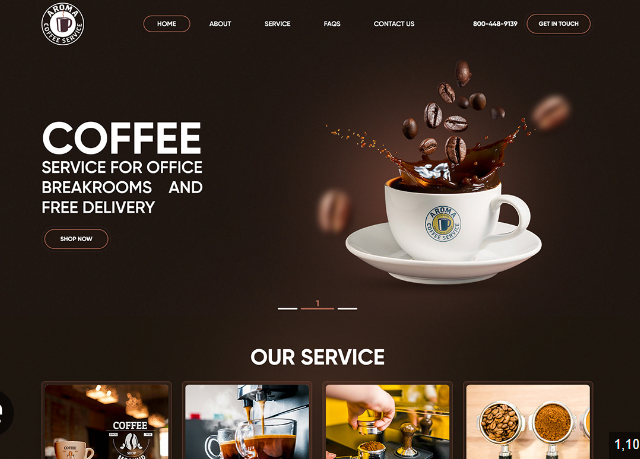 AROMA
COFFEE SERVICE
HOME
ABOUT
SERVICE
FAQS
CONTACT US
800-448-9139
GET IN TOUCH
COFFEE
SERVICE FOR OFFICE
BREAKROOMS AND
FREE DELIVERY
SHOP NOW
AROMA
COFFEE SERVICE
1
OUR SERVICE
COFFEE
1,10